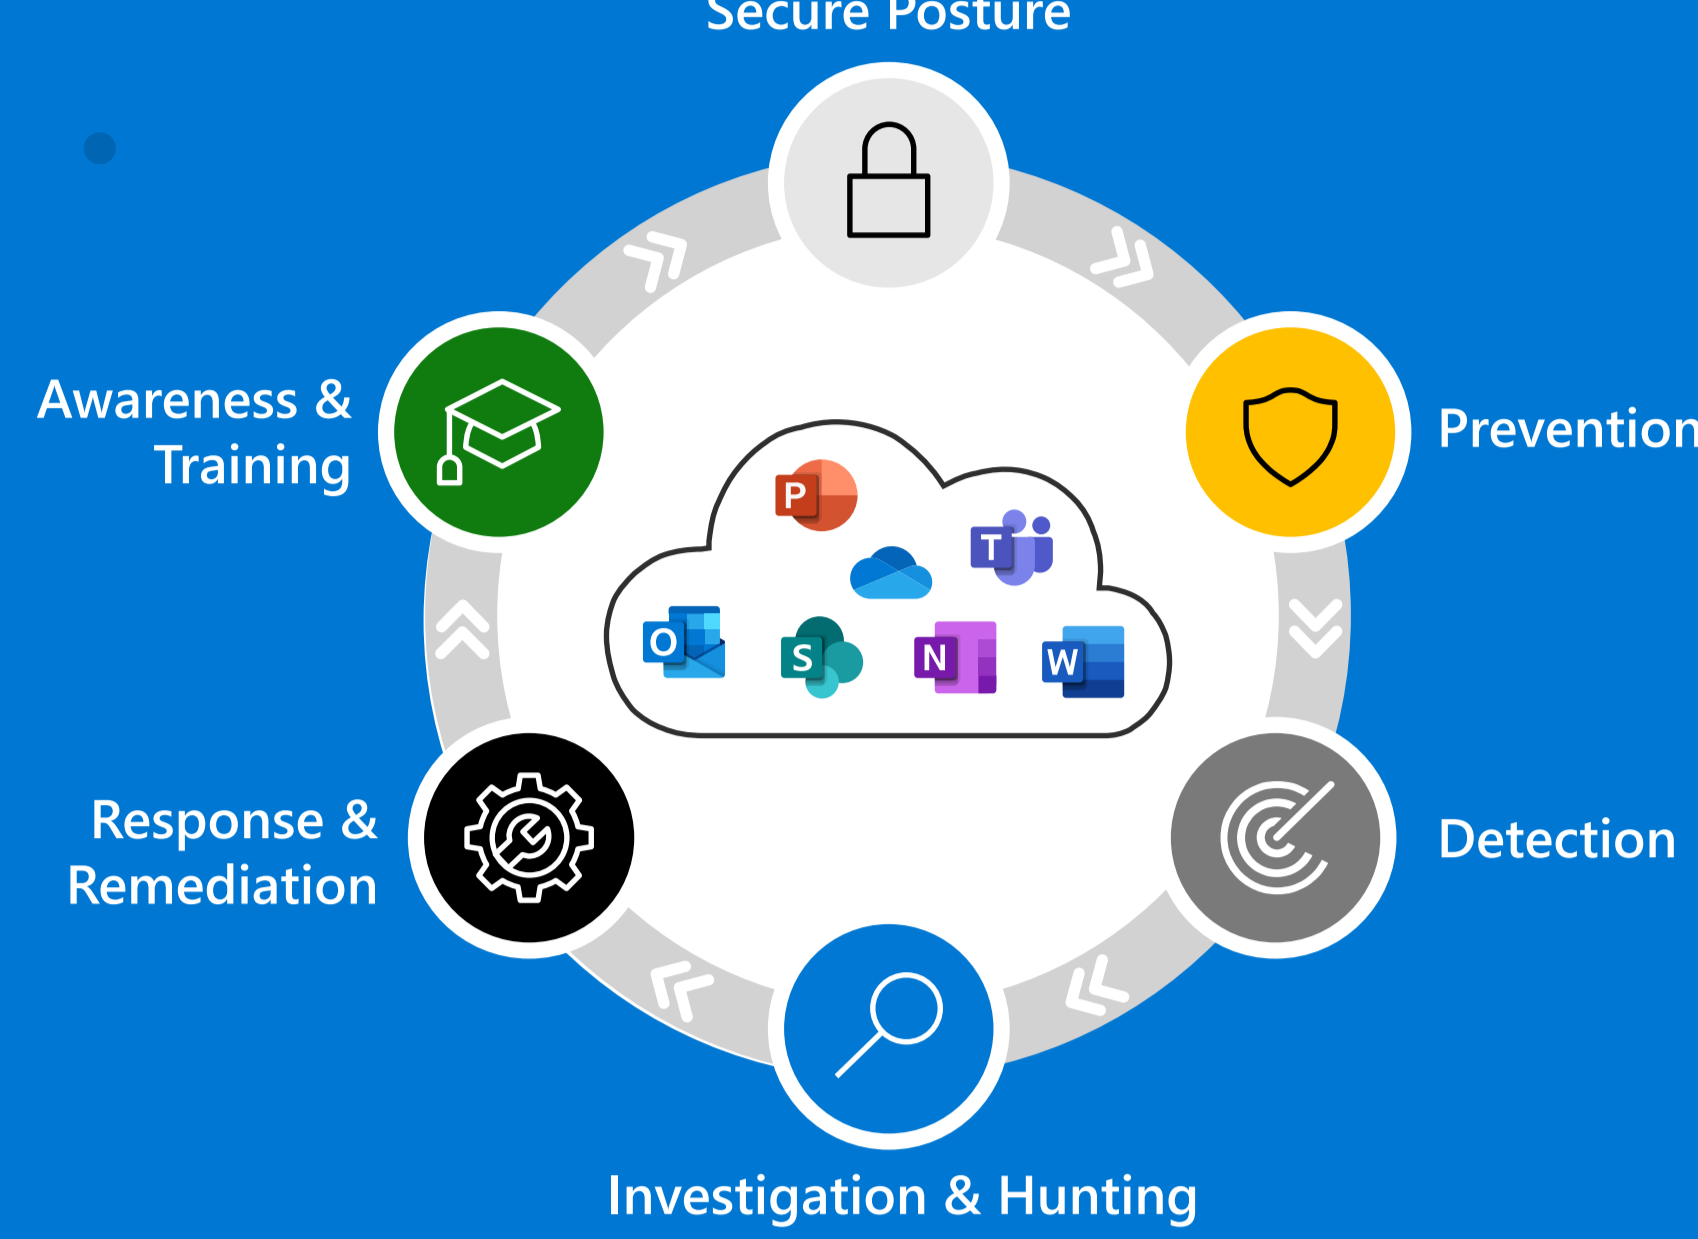 Secure Posture
Awareness &
Training
Prevention
P
T
O
S
N
W
Response &
Remediation
Detection
Investigation & Hunting